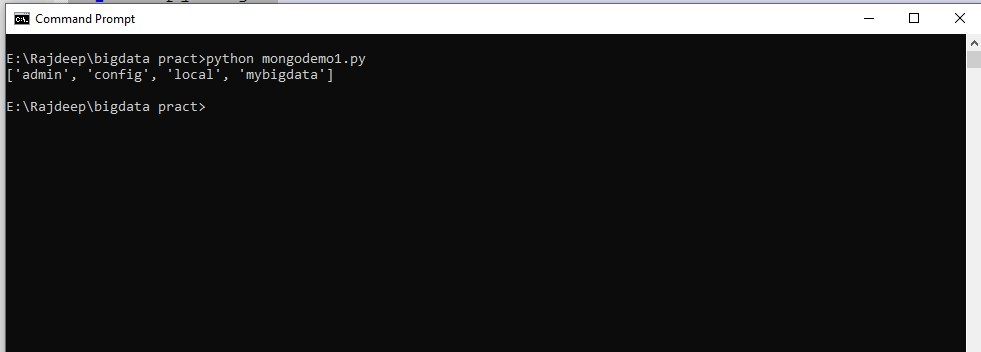 Command Prompt
E:\Rajdeep\bigdata pract>python mongodemo1.py
['admin', 'config', 'local', 'mybigdata']
E:\Rajdeep\bigdata pract>